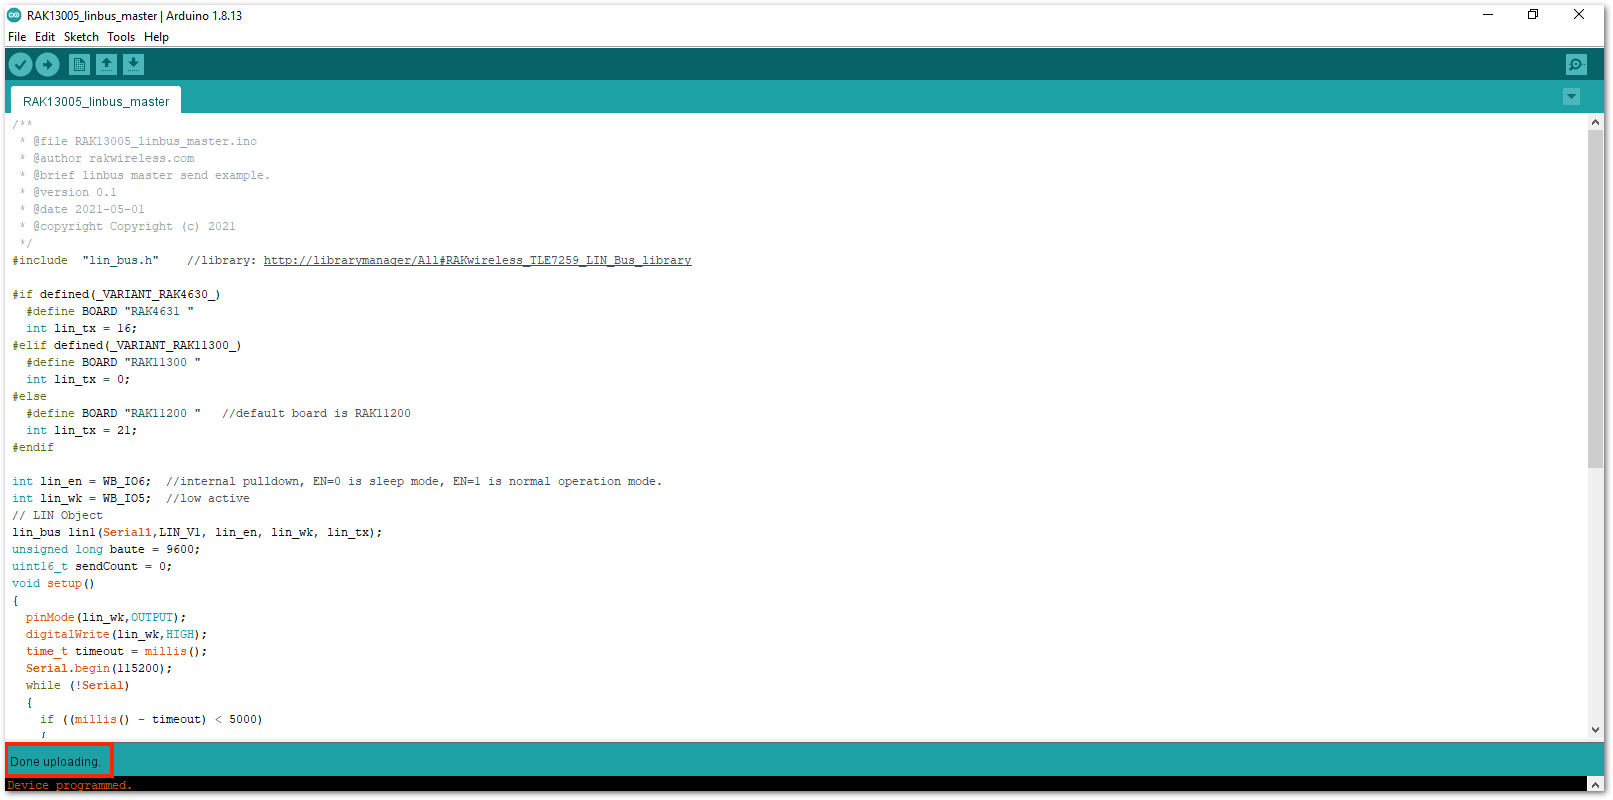 RAK13005_linbus_master | Arduino 1.8.13
File Edit Sketch Tools Help
RAK13005_linbus_master
/**
 * @file RAK13005_linbus_master.ino
 * @author rakwireless.com
 * @brief linbus master send example.
 * @version 0.1
 * @date 2021-05-01
 * @copyright Copyright (c) 2021
 */
#include  "lin_bus.h"    //library: http://librarymanager/All#RAKwireless_TLE7259_LIN_Bus_library
#if defined(_VARIANT_RAK4630_)
  #define BOARD "RAK4631 "
  int lin_tx = 16;
#elif defined(_VARIANT_RAK11300_)
  #define BOARD "RAK11300 "
  int lin_tx = 0;
#else
  #define BOARD "RAK11200 "   //default board is RAK11200
  int lin_tx = 21;
#endif
int lin_en = WB_IO6;  //internal pulldown, EN=0 is sleep mode, EN=1 is normal operation mode.
int lin_wk = WB_IO5;  //low active
// LIN Object
lin_bus lin1(Serial1,LIN_V1, lin_en, lin_wk, lin_tx);
unsigned long baute = 9600;
uint16_t sendCount = 0;
void setup()
{
  pinMode(lin_wk,OUTPUT);
  digitalWrite(lin_wk,HIGH);
  time_t timeout = millis();
  Serial.begin(115200);
  while (!Serial)
  {
    if ((millis() - timeout) < 5000)
    {
Done uploading.
Device programmed.